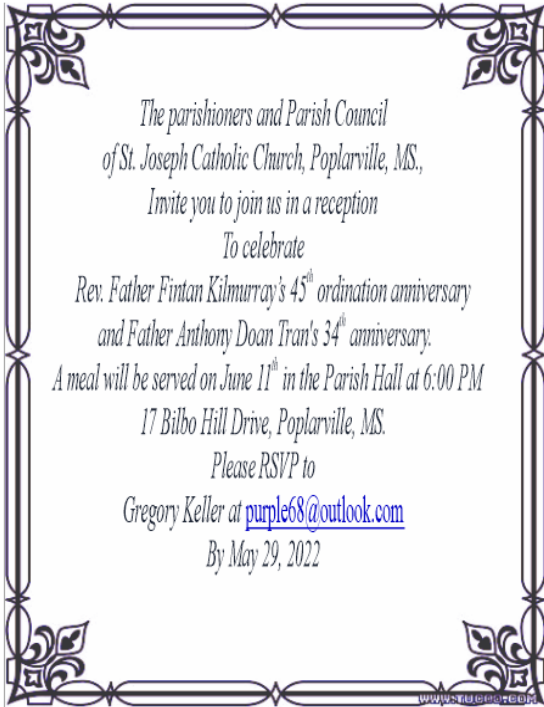 The parishioners and Parish Council
of St. Joseph Catholic Church, Poplarville, MS.,
Invite you to join us in a reception
To celebrate
Rev. Father Fintan Kilmurray's 45th ordination anniversary
and Father Anthony Doan Tran's 34th anniversary.
A meal will be served on June 11th in the Parish Hall at 6:00 PM
17 Bilbo Hill Drive, Poplarville, MS.
Please RSVP to
Gregory Keller at purple68@outlook.com
By May 29, 2022